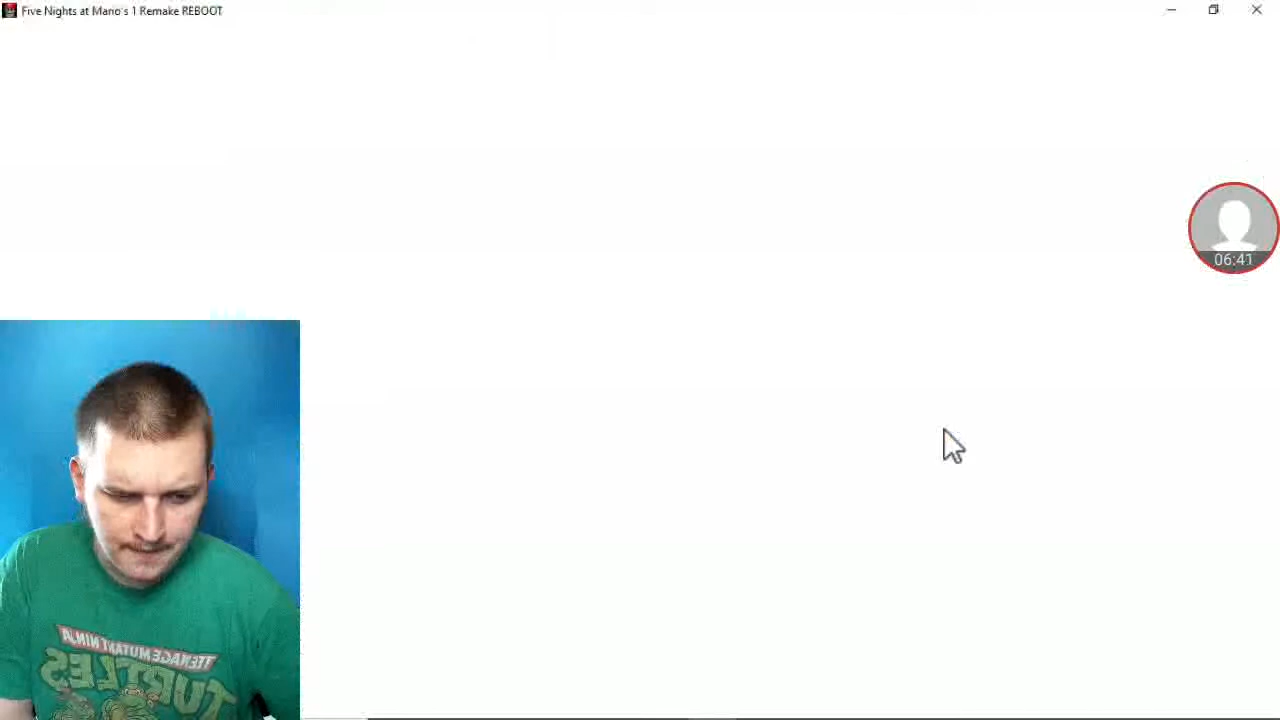 Five Nights at Mario's 1 Remake REBOOT
06:41
TEENAGE MUTANT NINJA
TURTLES